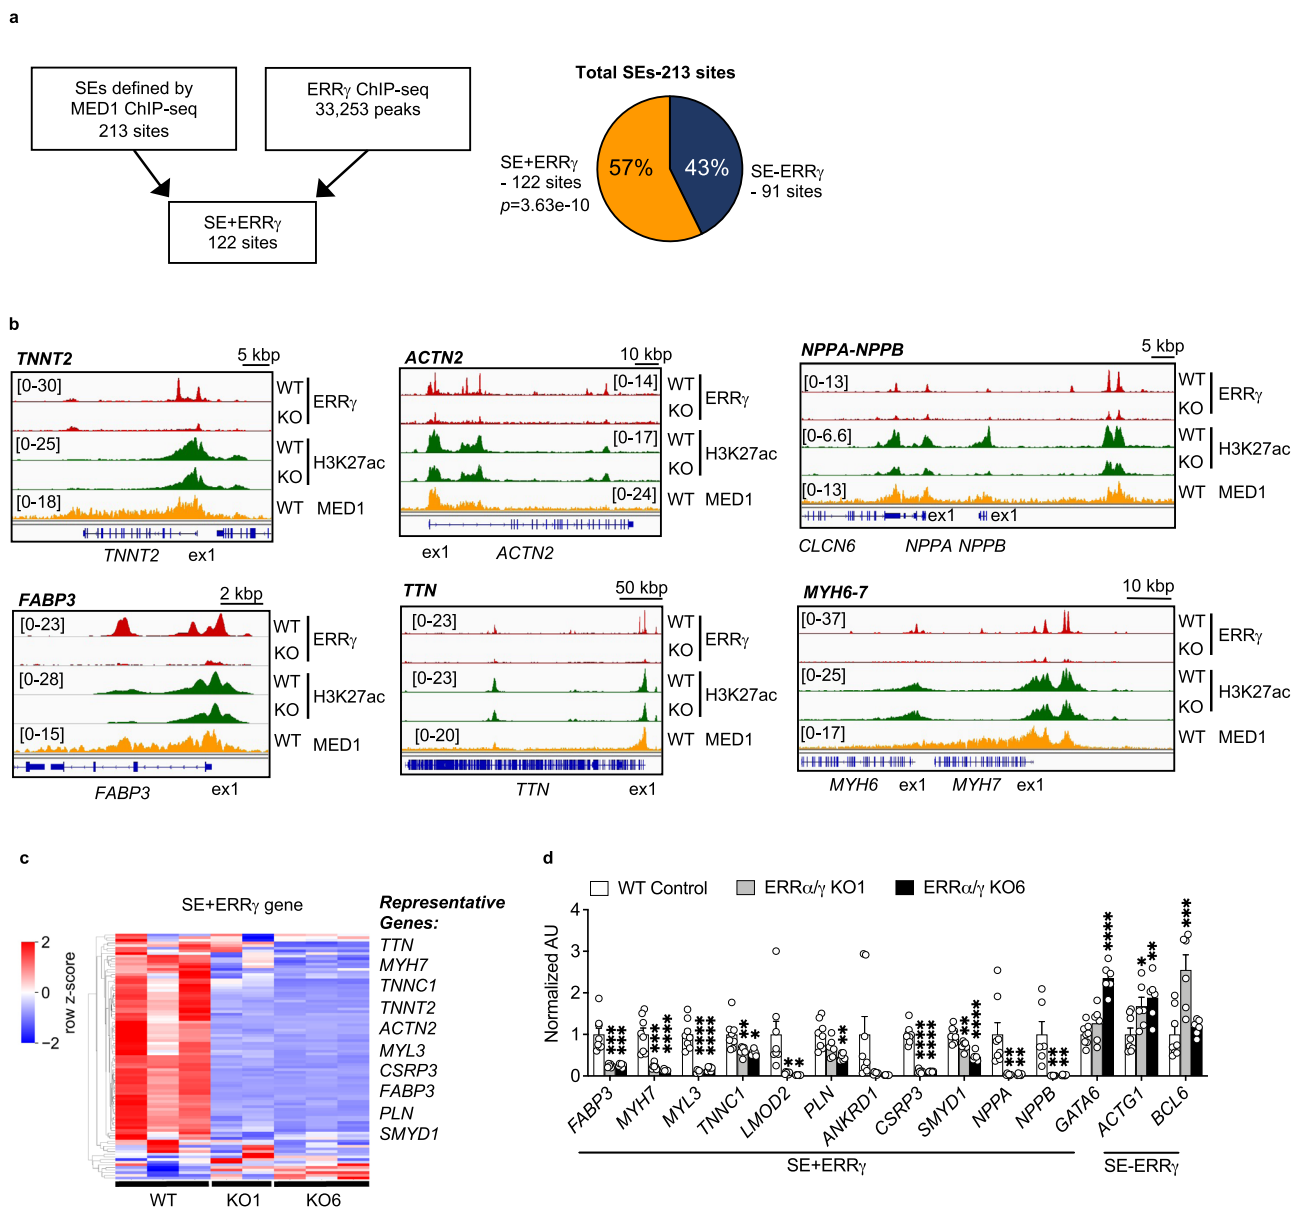 a
SEs defined by
MED1 ChIP-seq
213 sites
ERRγ ChIP-seq
33,253 peaks
SE+ERRγ
122 sites
Total SEs-213 sites
SE+ERRγ
- 122 sites
p=3.63e-10
57%
43%
SE-ERRγ
- 91 sites
b
TNNT2
5 kbp
[0-30]
WT
KO
ERRγ
[0-25]
WT
KO
H3K27ac
[0-18]
WT MED1
TNNT2 ex1
ACTN2
10 kbp
[0-14]
WT
KO
ERRγ
[0-17]
WT
KO
H3K27ac
[0-24]
WT MED1
ex1 ACTN2
NPPA-NPPB
5 kbp
[0-13]
WT
KO
ERRγ
[0-6.6]
WT
KO
H3K27ac
[0-13]
WT MED1
ex1 ex1
CLCN6 NPPA NPPB
FABP3
2 kbp
[0-23]
WT
KO
ERRγ
[0-28]
WT
KO
H3K27ac
[0-15]
WT MED1
FABP3 ex1
TTN
50 kbp
[0-23]
WT
KO
ERRγ
[0-23]
WT
KO
H3K27ac
[0-20]
WT MED1
TTN ex1
MYH6-7
10 kbp
[0-37]
WT
KO
ERRγ
[0-25]
WT
KO
H3K27ac
[0-17]
WT MED1
MYH6 ex1 MYH7 ex1
c
SE+ERRγ gene
2
0
−2
row z-score
WT KO1 KO6
Representative
Genes:
TTN
MYH7
TNNC1
TNNT2
ACTN2
MYL3
CSRP3
FABP3
PLN
SMYD1
d
WT Control ERRα/γ KO1 ERRα/γ KO6
Normalized AU
4
3
2
1
0
FABP3 MYH7 MYL3 TNNC1 LMOD2 PLN ANKRD1 CSRP3 SMYD1 NPPA NPPB GATA6 ACTG1 BCL6
SE+ERRγ SE-ERRγ